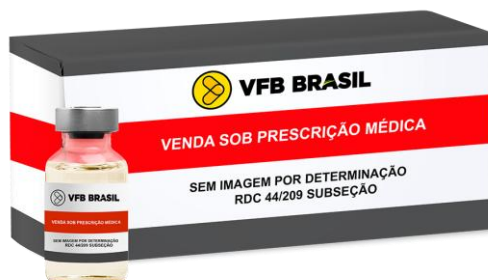 VFB BRASIL
VENDA SOB PRESCRIÇÃO MÉDICA
SEM IMAGEM POR DETERMINAÇÃO
RDC 44/209 SUBSEÇÃO
VFB BRASIL
VENDA SOB PRESCRIÇÃO MÉDICA
SEM IMAGEM POR DETERMINAÇÃO
RDC 44/209 SUBSEÇÃO